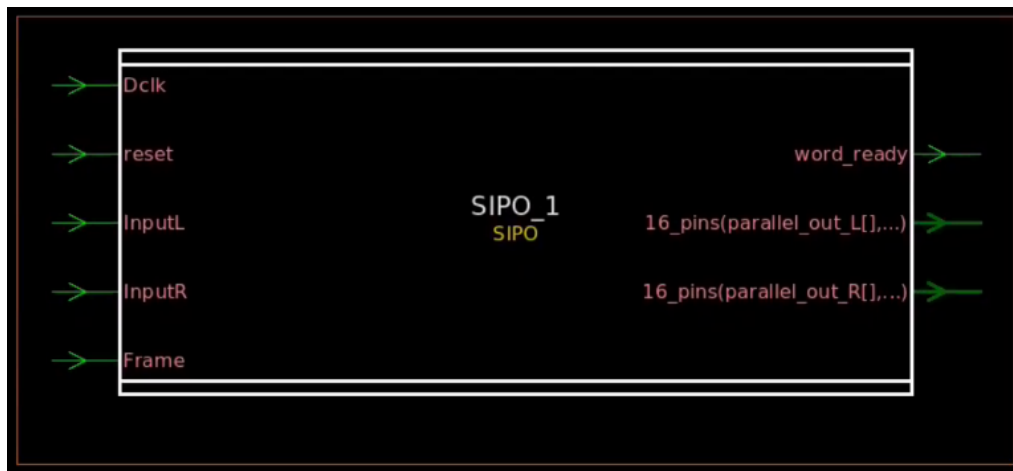 Dclk
reset
word_ready
SIPO_1
InputL
16_pins(parallel_out_L[],...)
SIPO
InputR
16_pins(parallel_out_R[],...)
Frame